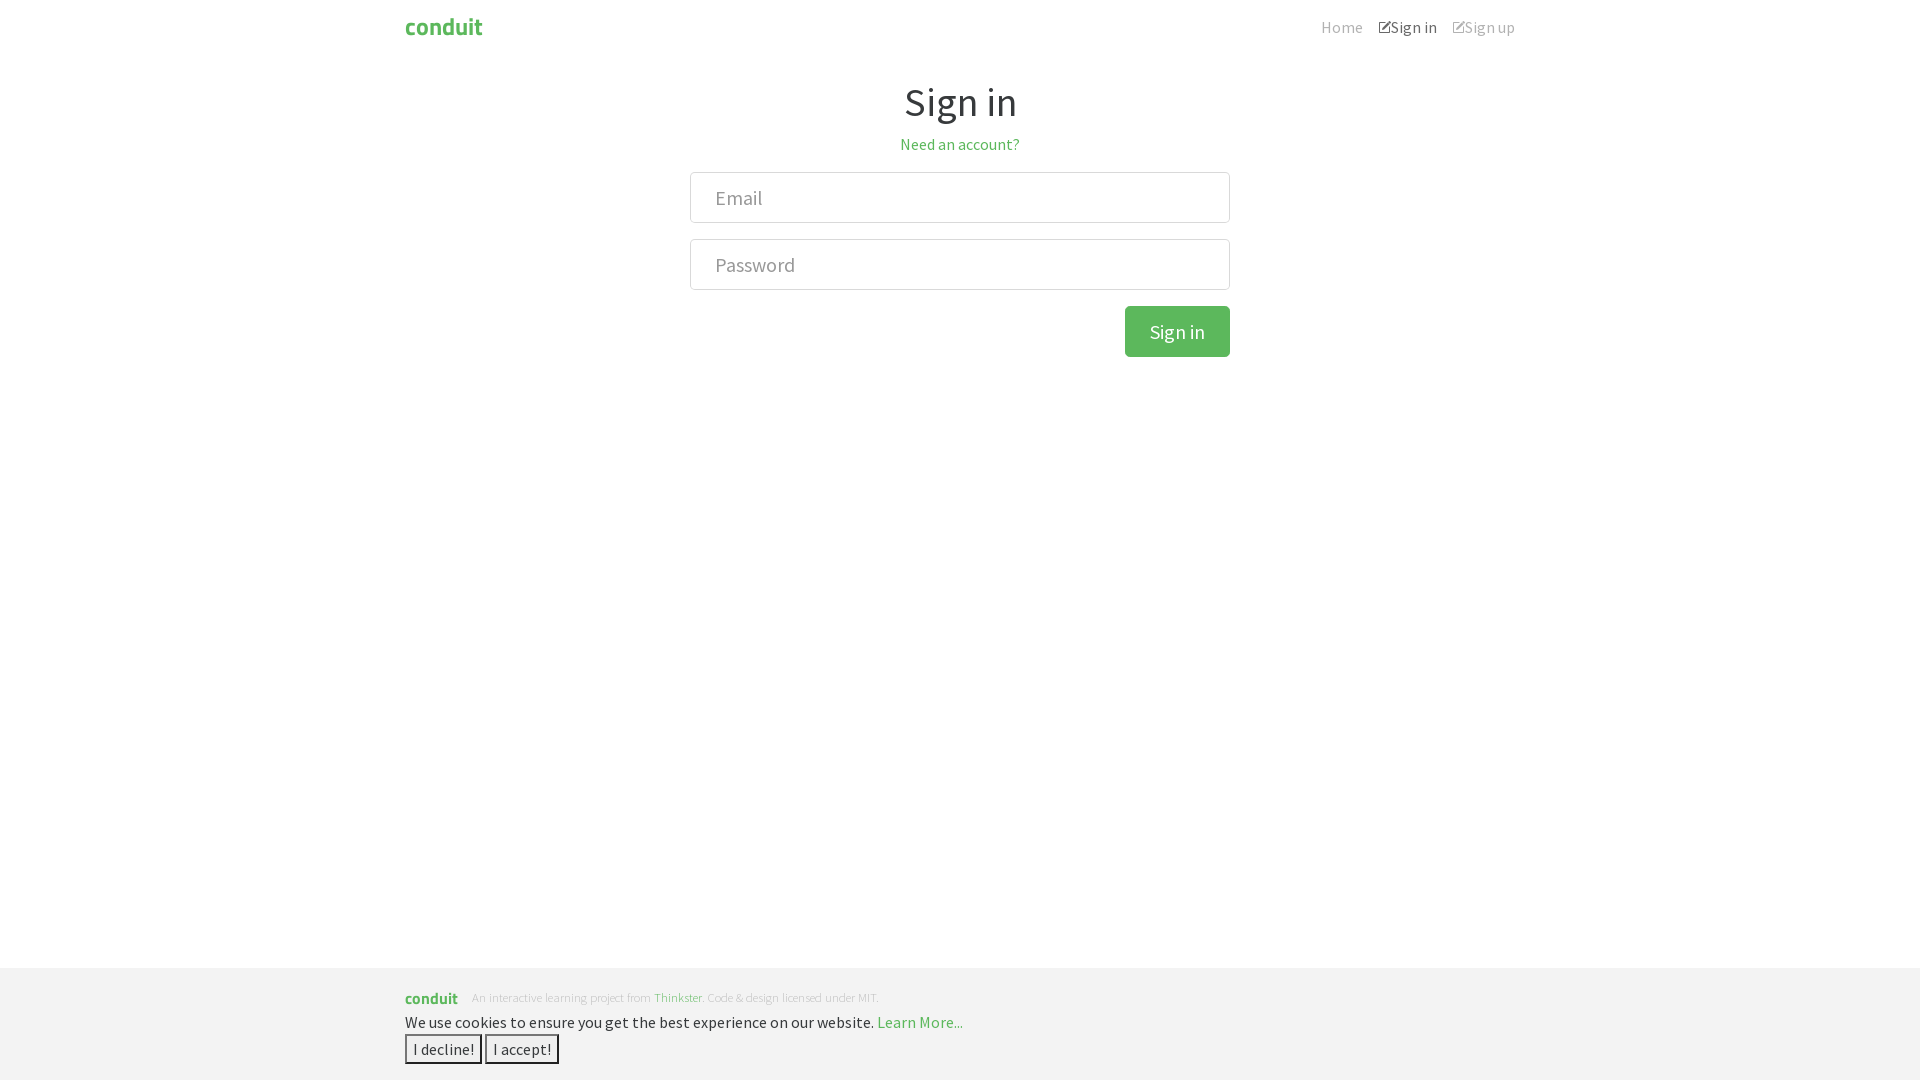 conduit
Home Sign in Sign up
Sign in
Need an account?
Email
Password
Sign in
conduit An interactive learning project from Thinkster. Code & design licensed under MIT.
We use cookies to ensure you get the best experience on our website. Learn More...
I decline! I accept!